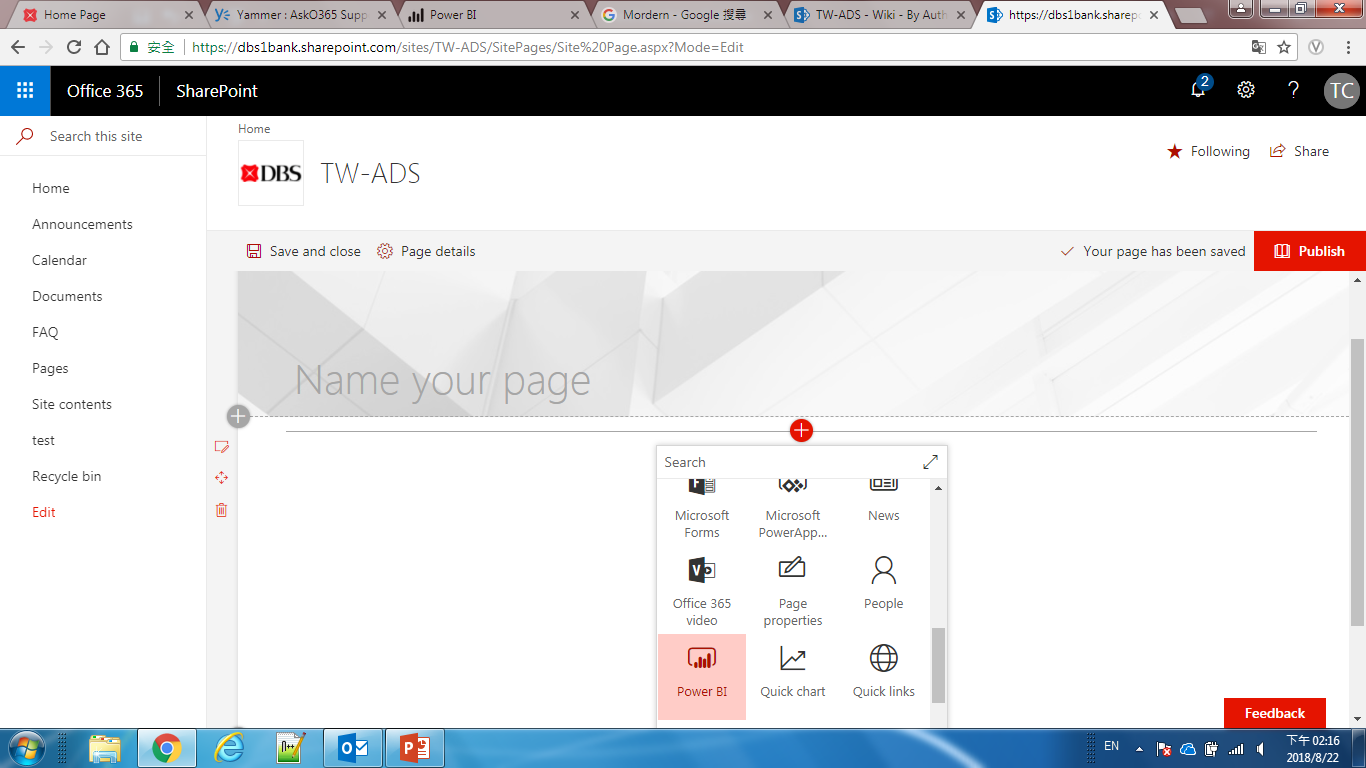 Home Page
Yammer : AskO365 Supp
Power BI
Mordern - Google 搜尋
TW-ADS - Wiki - By Auth
https://dbs1bank.sharepo
安全
https://dbs1bank.sharepoint.com/sites/TW-ADS/SitePages/Site%20Page.aspx?Mode=Edit
Office 365
SharePoint
2
TC
Search this site
Home
DBS
TW-ADS
Following
Share
Home
Announcements
Calendar
Documents
FAQ
Pages
Site contents
test
Recycle bin
Edit
Save and close
Page details
Your page has been saved
Publish
Name your page
Search
Microsoft
Forms
Microsoft
PowerApp...
News
Office 365
video
Page
properties
People
Power BI
Quick chart
Quick links
Feedback
EN
下午 02:16
2018/8/22